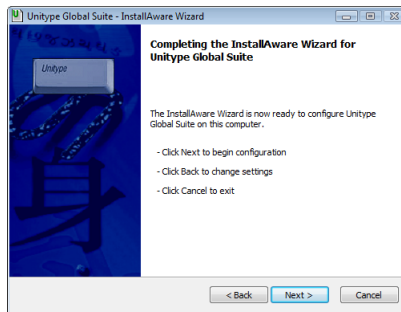 Unitype Global Suite - InstallAware Wizard
Unitype
身
Completing the InstallAware Wizard for
Unitype Global Suite
The InstallAware Wizard is now ready to configure Unitype
Global Suite on this computer.
- Click Next to begin configuration
- Click Back to change settings
- Click Cancel to exit
< Back
Next >
Cancel